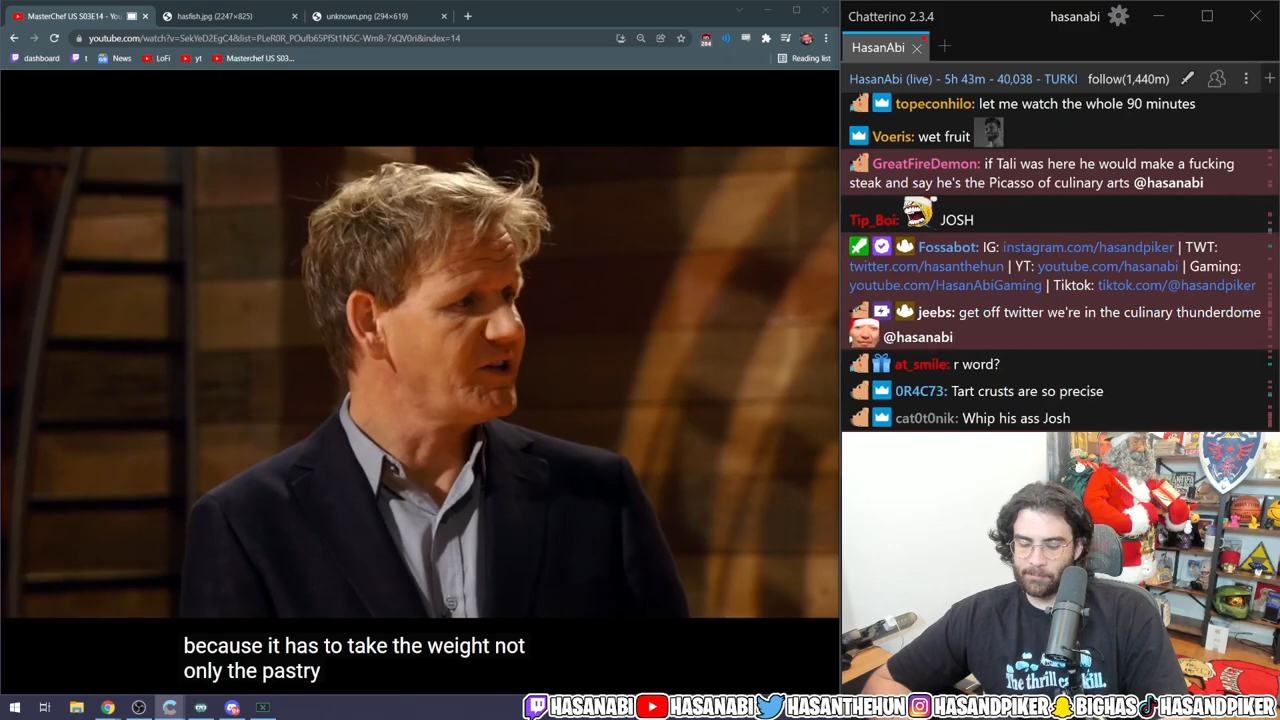 MasterChef US S03E14 - You
hasfish.jpg (2247×825)
unknown.png (294×619)
youtube.com/watch?v=SekYeD2EgC4&list=PLeR0R_POufb65PfSt1N5C-Wm8-7sQV0ri&index=14
284
dashboard
t
News
LoFi
yt
Masterchef US S03...
Reading list
because it has to take the weight not
only the pastry
Chatterino 2.3.4
hasanabi
HasanAbi
HasanAbi (live) - 5h 43m - 40,038 - TURKI
follow(1,440m)
topeconhilo: let me watch the whole 90 minutes
Voeris: wet fruit
GreatFireDemon: if Tali was here he would make a fucking
steak and say he's the Picasso of culinary arts @hasanabi
Tip_Boi: JOSH
Fossabot: IG: instagram.com/hasandpiker | TWT:
twitter.com/hasanthehun | YT: youtube.com/hasanabi | Gaming:
youtube.com/HasanAbiGaming | Tiktok: tiktok.com/@hasandpiker
jeebs: get off twitter we're in the culinary thunderdome
@hasanabi
at_smile: r word?
0R4C73: Tart crusts are so precise
cat0t0nik: Whip his ass Josh
The thrill
kill.
HASANABI
HASANABI
HASANTHEHUN
HASANDPIKER
BIGHAS
HASANDPIKER